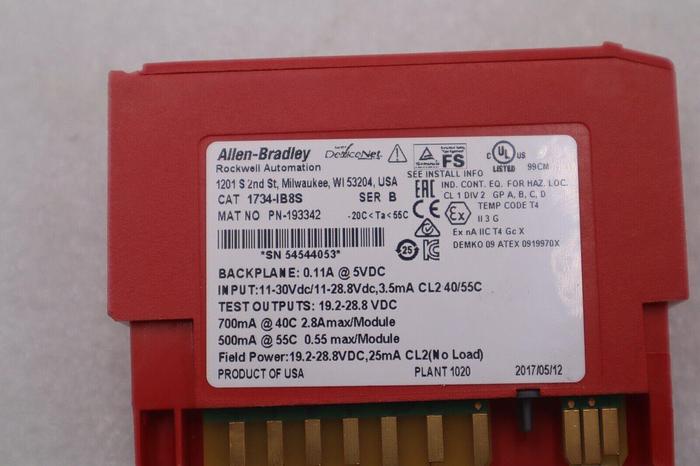 Allen-Bradley
Rockwell Automation
DeviceNet
FS
C UL US
LISTED
99CM
1201 S 2nd St, Milwaukee, WI 53204, USA
SEE INSTALL INFO
CAT 1734-IB8S SER B
EAC
IND. CONT. EQ. FOR HAZ. LOC.
CL 1 DIV 2 GP A, B, C, D
MAT NO PN-193342
-20C<Ta<55C
Ex
TEMP CODE T4
II 3 G
Ex nA IIC T4 Gc X
25
DEMKO 09 ATEX 0919970X
*SN 54544053*
BACKPLANE: 0.11A @ 5VDC
INPUT:11-30Vdc/11-28.8Vdc,3.5mA CL2 40/55C
TEST OUTPUTS: 19.2-28.8 VDC
700mA @ 40C 2.8Amax/Module
500mA @ 55C 0.55 max/Module
Field Power:19.2-28.8VDC,25mA CL2(No Load)
PRODUCT OF USA PLANT 1020 2017/05/12